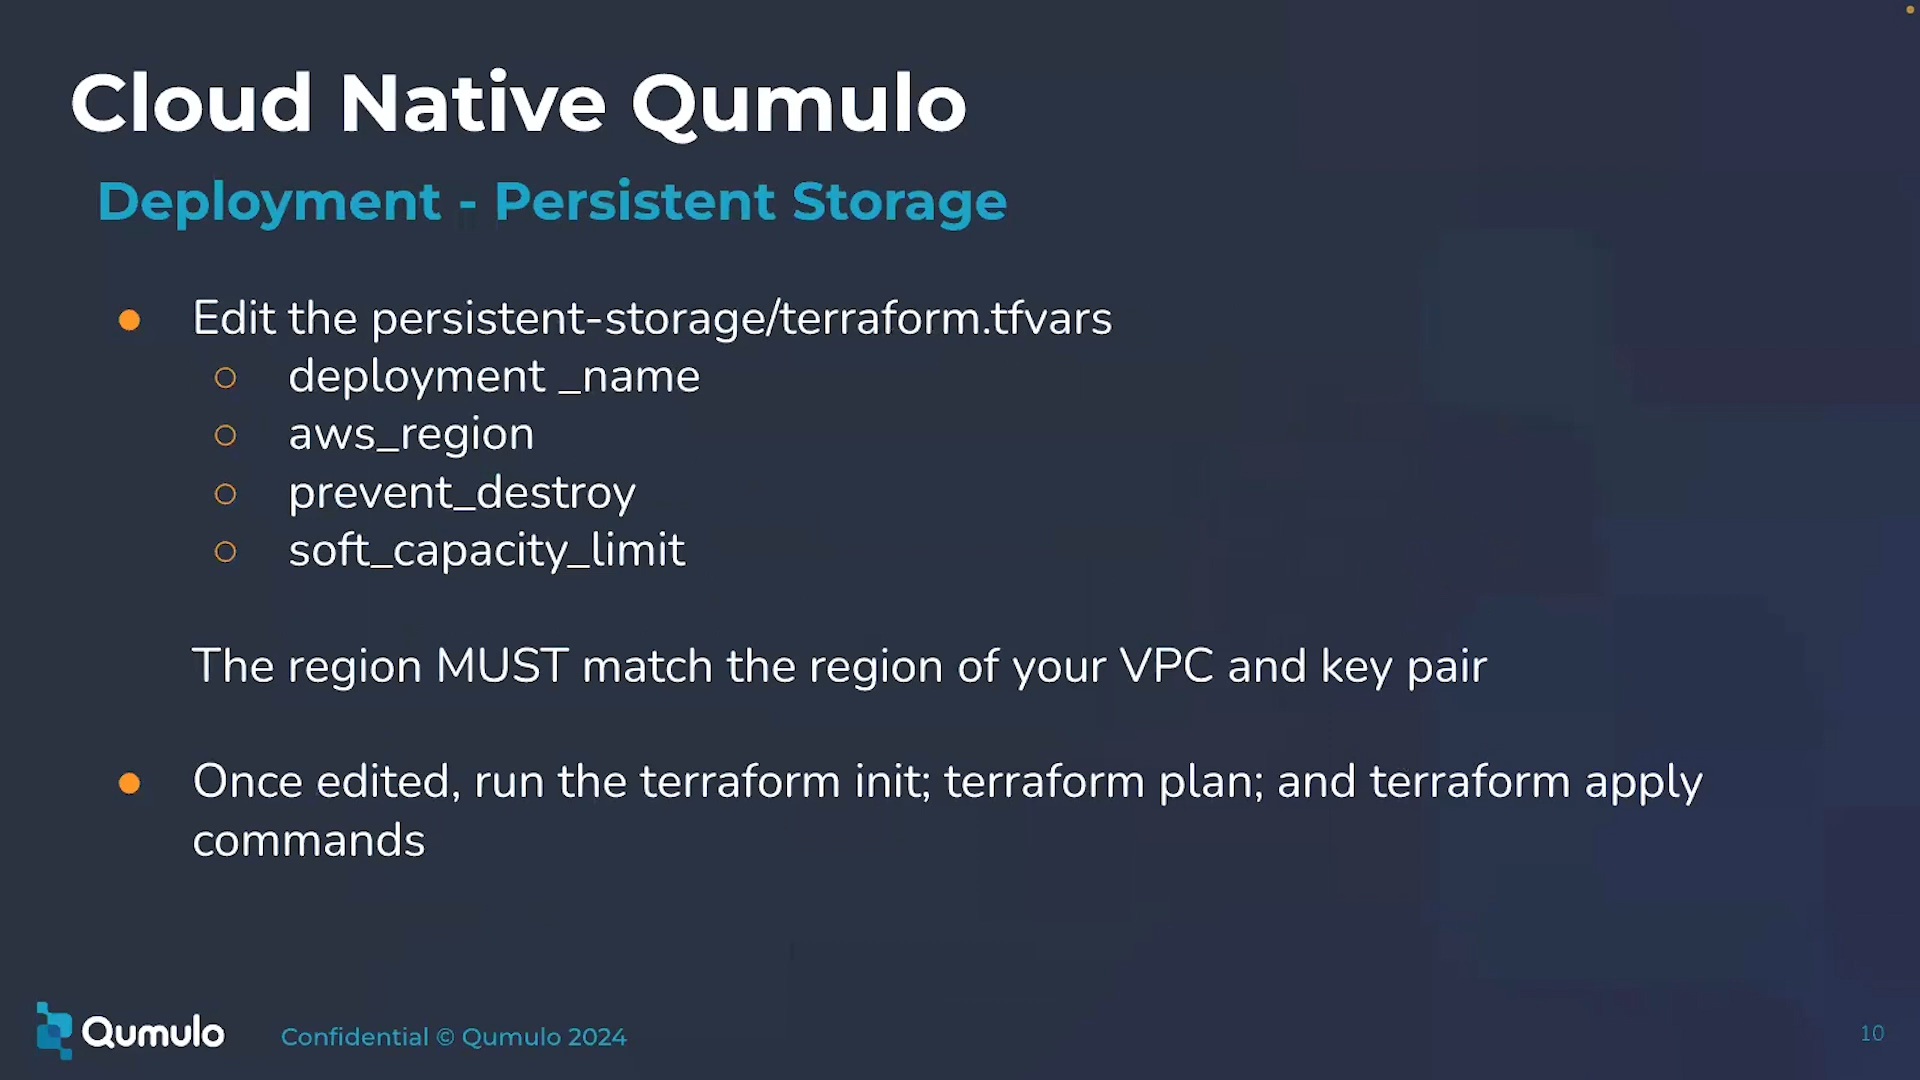 Cloud Native Qumulo
Deployment - Persistent Storage
● Edit the persistent-storage/terraform.tfvars
○ deployment _name
○ aws_region
○ prevent_destroy
○ soft_capacity_limit
The region MUST match the region of your VPC and key pair
● Once edited, run the terraform init; terraform plan; and terraform apply
commands
Qumulo
Confidential © Qumulo 2024
10